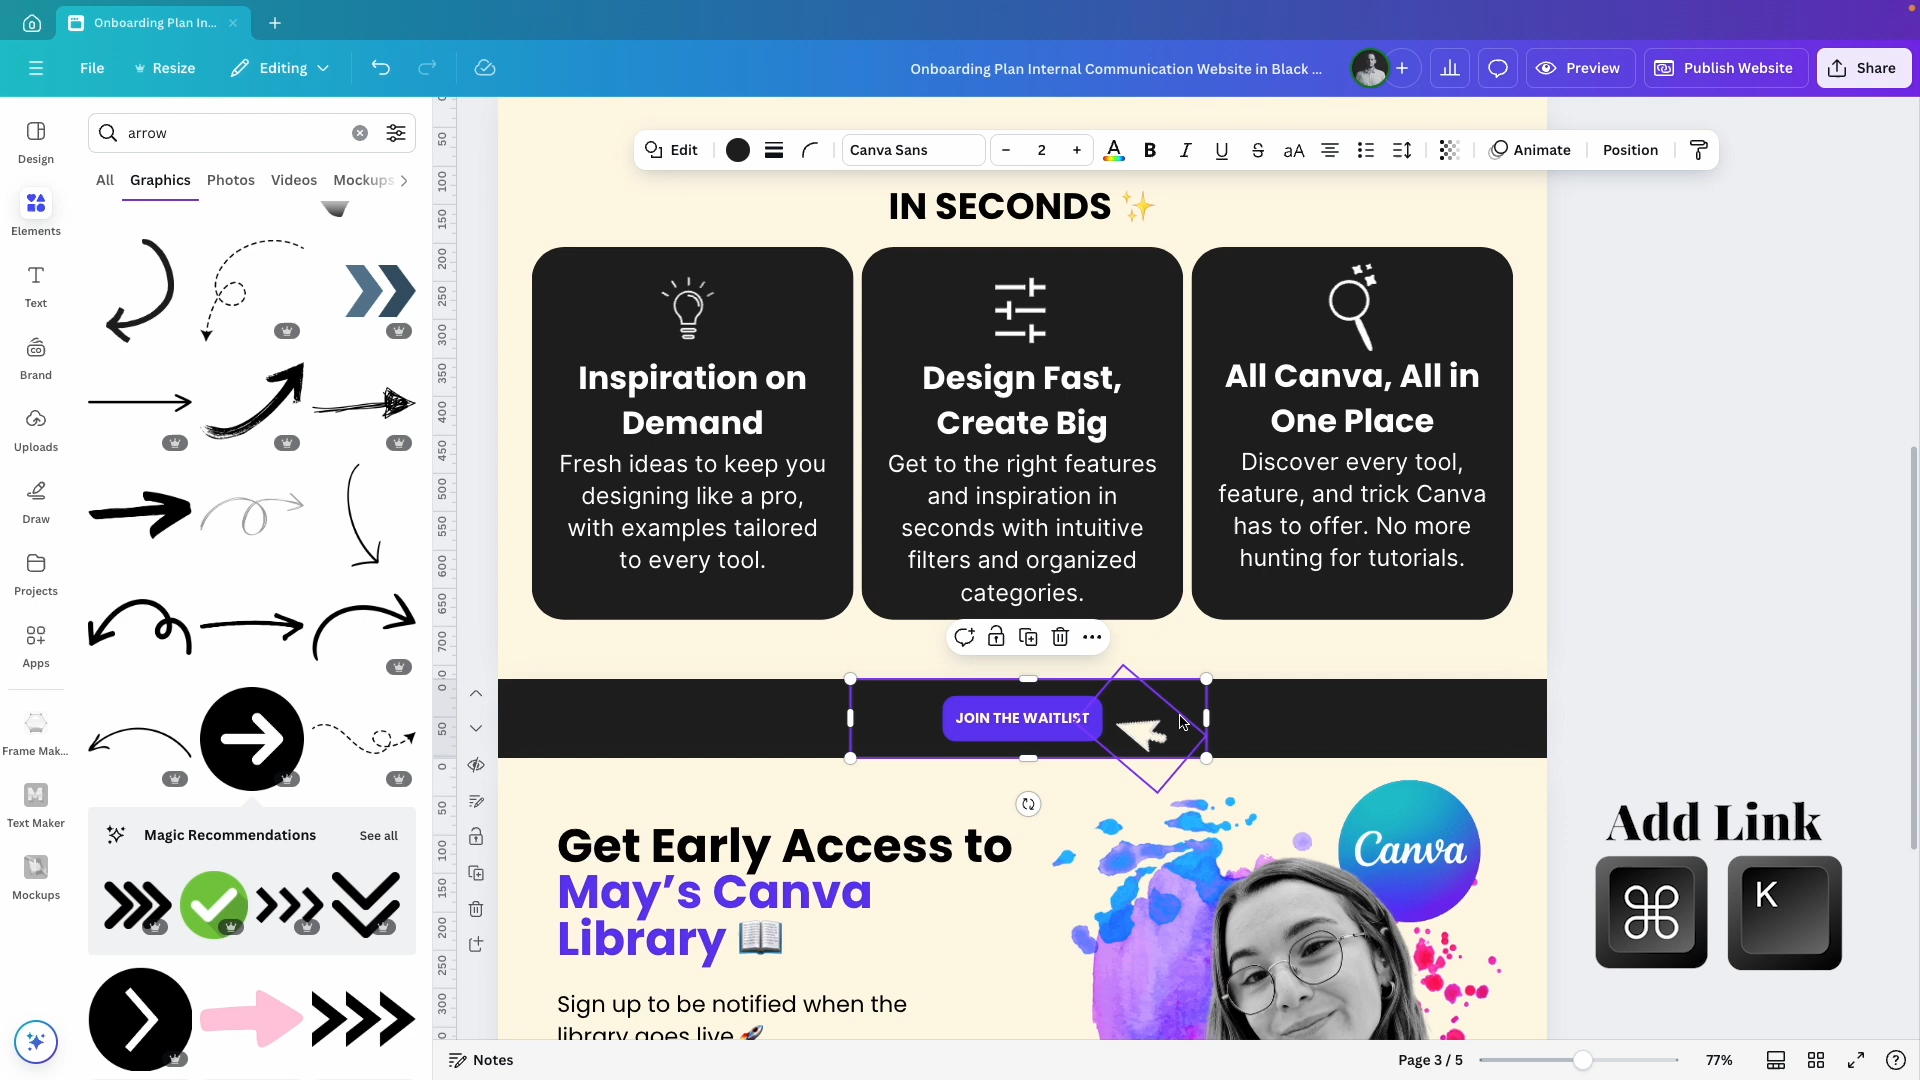 Onboarding Plan In...
File
Resize
Editing
Onboarding Plan Internal Communication Website in Black ...
Preview
Publish Website
Share
Design
Elements
Text
Brand
Uploads
Draw
Projects
Apps
Frame Mak...
Text Maker
Mockups
arrow
All
Graphics
Photos
Videos
Mockups
Magic Recommendations
See all
Edit
Canva Sans
– 2 +
A
B
I
U
S
aA
Animate
Position
IN SECONDS ✨
Inspiration on
Demand
Fresh ideas to keep you
designing like a pro,
with examples tailored
to every tool.
Design Fast,
Create Big
Get to the right features
and inspiration in
seconds with intuitive
filters and organized
categories.
All Canva, All in
One Place
Discover every tool,
feature, and trick Canva
has to offer. No more
hunting for tutorials.
JOIN THE WAITLIST
Get Early Access to
May’s Canva
Library 📖
Sign up to be notified when the
library goes live 🚀
Canva
Add Link
⌘
K
Notes
Page 3 / 5
77%